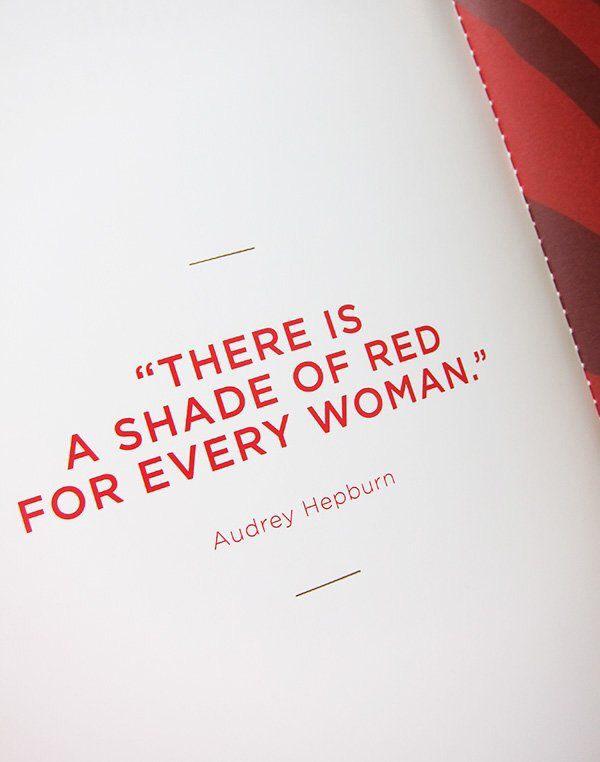 “THERE IS
A SHADE OF RED
FOR EVERY WOMAN.”
Audrey Hepburn